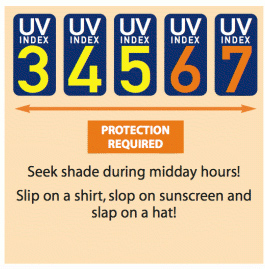 UV UV UV UV UV
INDEX INDEX INDEX INDEX INDEX
3 4 5 6 7
PROTECTION
REQUIRED
Seek shade during midday hours!
Slip on a shirt, slop on sunscreen and
slap on a hat!